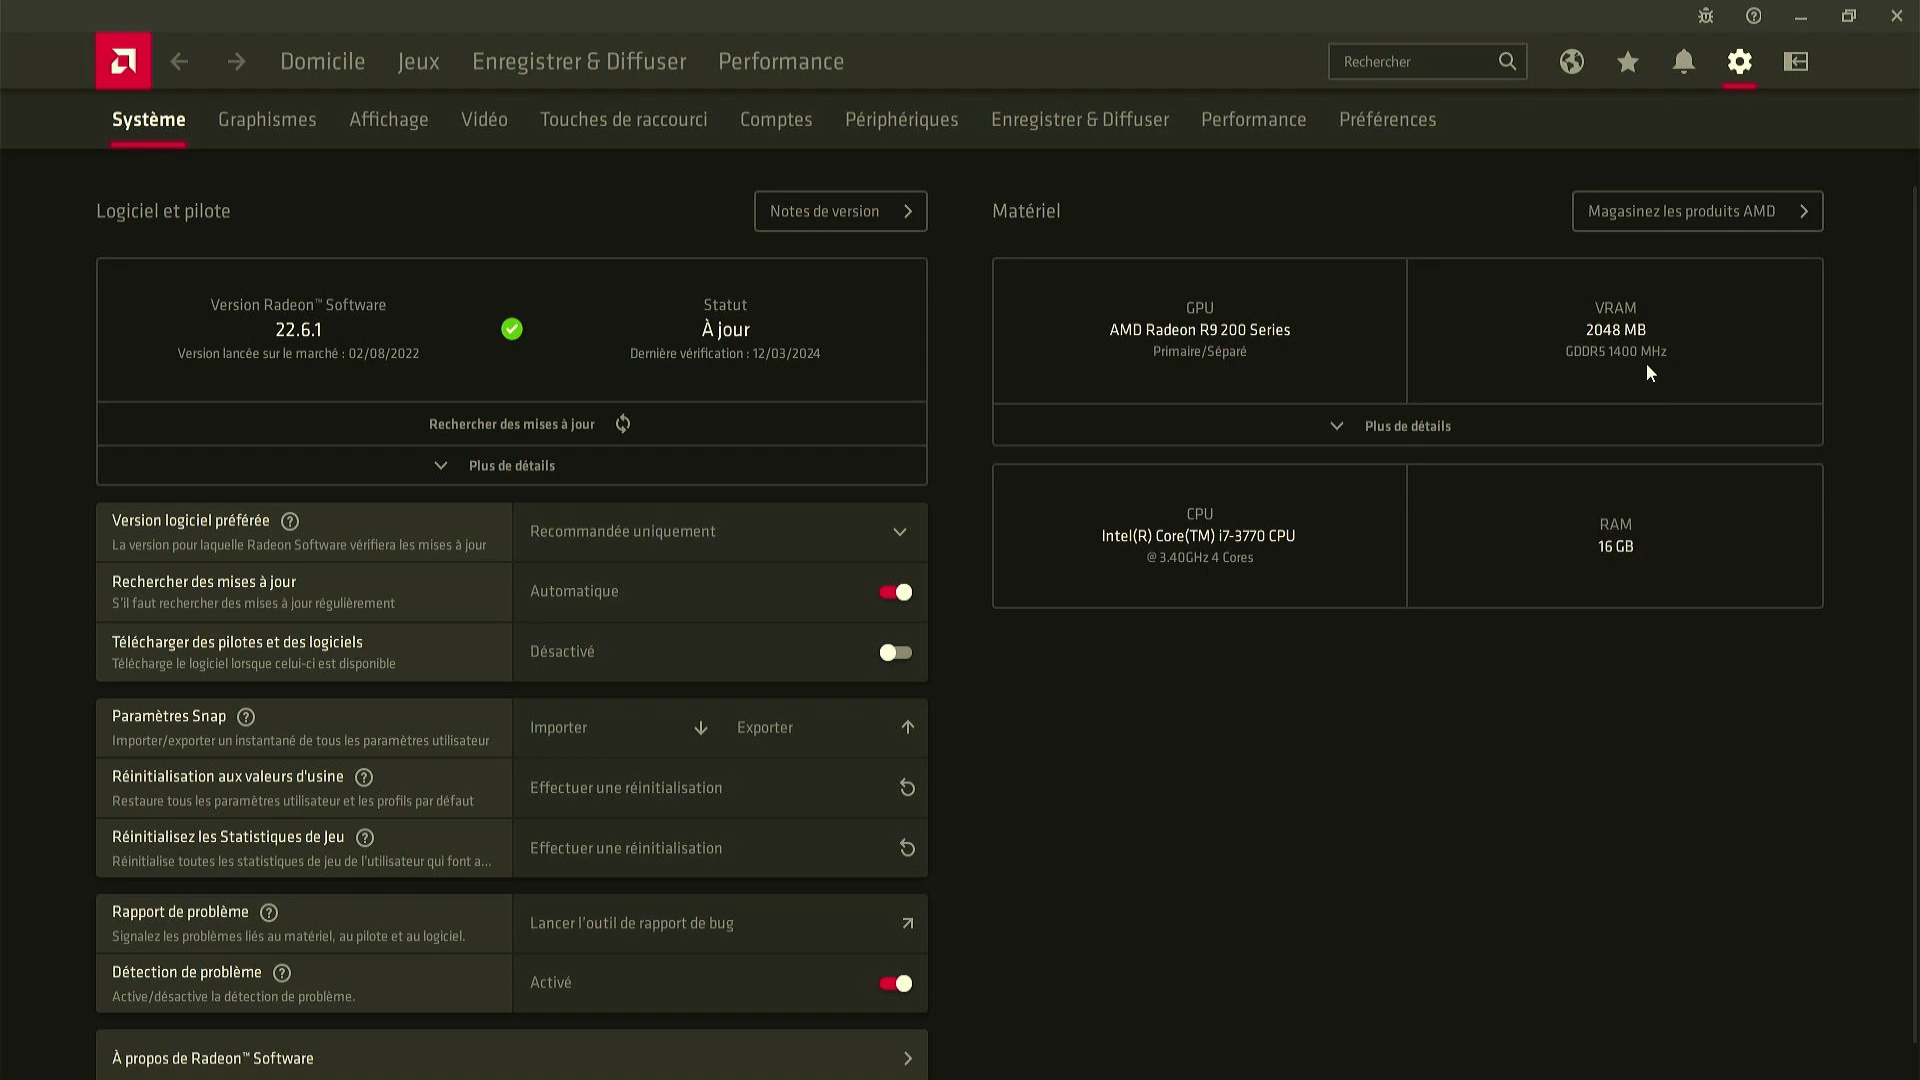 Domicile
Jeux
Enregistrer & Diffuser
Performance
Rechercher
Système
Graphismes
Affichage
Vidéo
Touches de raccourci
Comptes
Périphériques
Enregistrer & Diffuser
Performance
Préférences
Logiciel et pilote
Notes de version
Version Radeon™ Software
22.6.1
Version lancée sur le marché : 02/08/2022
Statut
À jour
Dernière vérification : 12/03/2024
Rechercher des mises à jour
Plus de détails
Version logiciel préférée
La version pour laquelle Radeon Software vérifiera les mises à jour
Recommandée uniquement
Rechercher des mises à jour
S'il faut rechercher des mises à jour régulièrement
Automatique
Télécharger des pilotes et des logiciels
Télécharge le logiciel lorsque celui-ci est disponible
Désactivé
Paramètres Snap
Importer/exporter un instantané de tous les paramètres utilisateur
Importer
Exporter
Réinitialisation aux valeurs d'usine
Restaure tous les paramètres utilisateur et les profils par défaut
Effectuer une réinitialisation
Réinitialisez les Statistiques de Jeu
Réinitialise toutes les statistiques de jeu de l'utilisateur qui font a...
Effectuer une réinitialisation
Rapport de problème
Signalez les problèmes liés au matériel, au pilote et au logiciel.
Lancer l'outil de rapport de bug
Détection de problème
Active/désactive la détection de problème.
Activé
À propos de Radeon™ Software
Matériel
Magasinez les produits AMD
GPU
AMD Radeon R9 200 Series
Primaire/Séparé
VRAM
2048 MB
GDDR5 1400 MHz
Plus de détails
CPU
Intel(R) Core(TM) i7-3770 CPU
@ 3.40GHz 4 Cores
RAM
16 GB